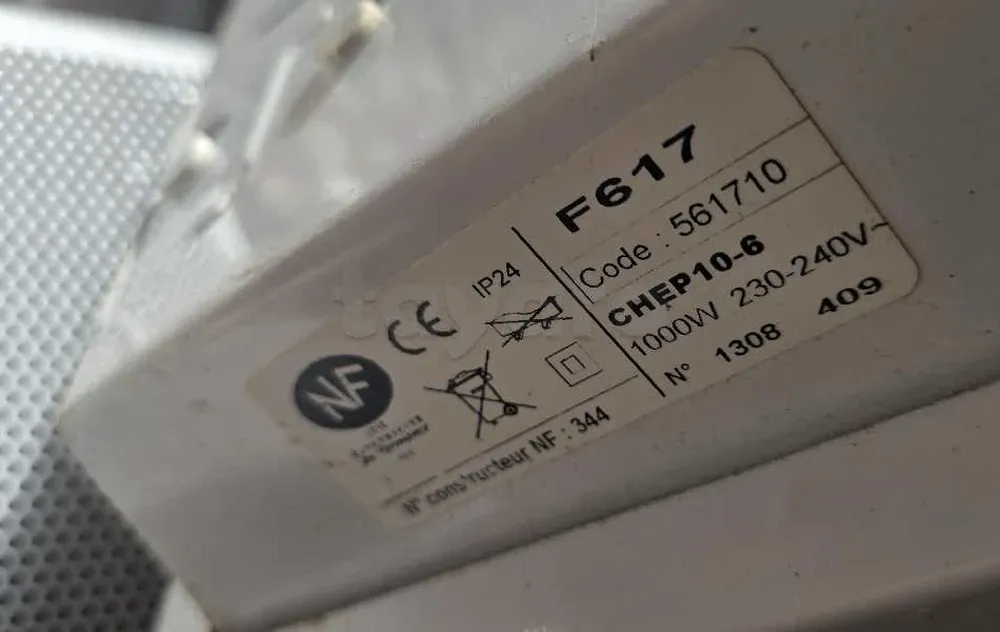 F617
Code : 561710
CHEP10-6
1000W 230-240V~
N° 1308 409
IP24
CE
NF
N° constructeur NF : 344